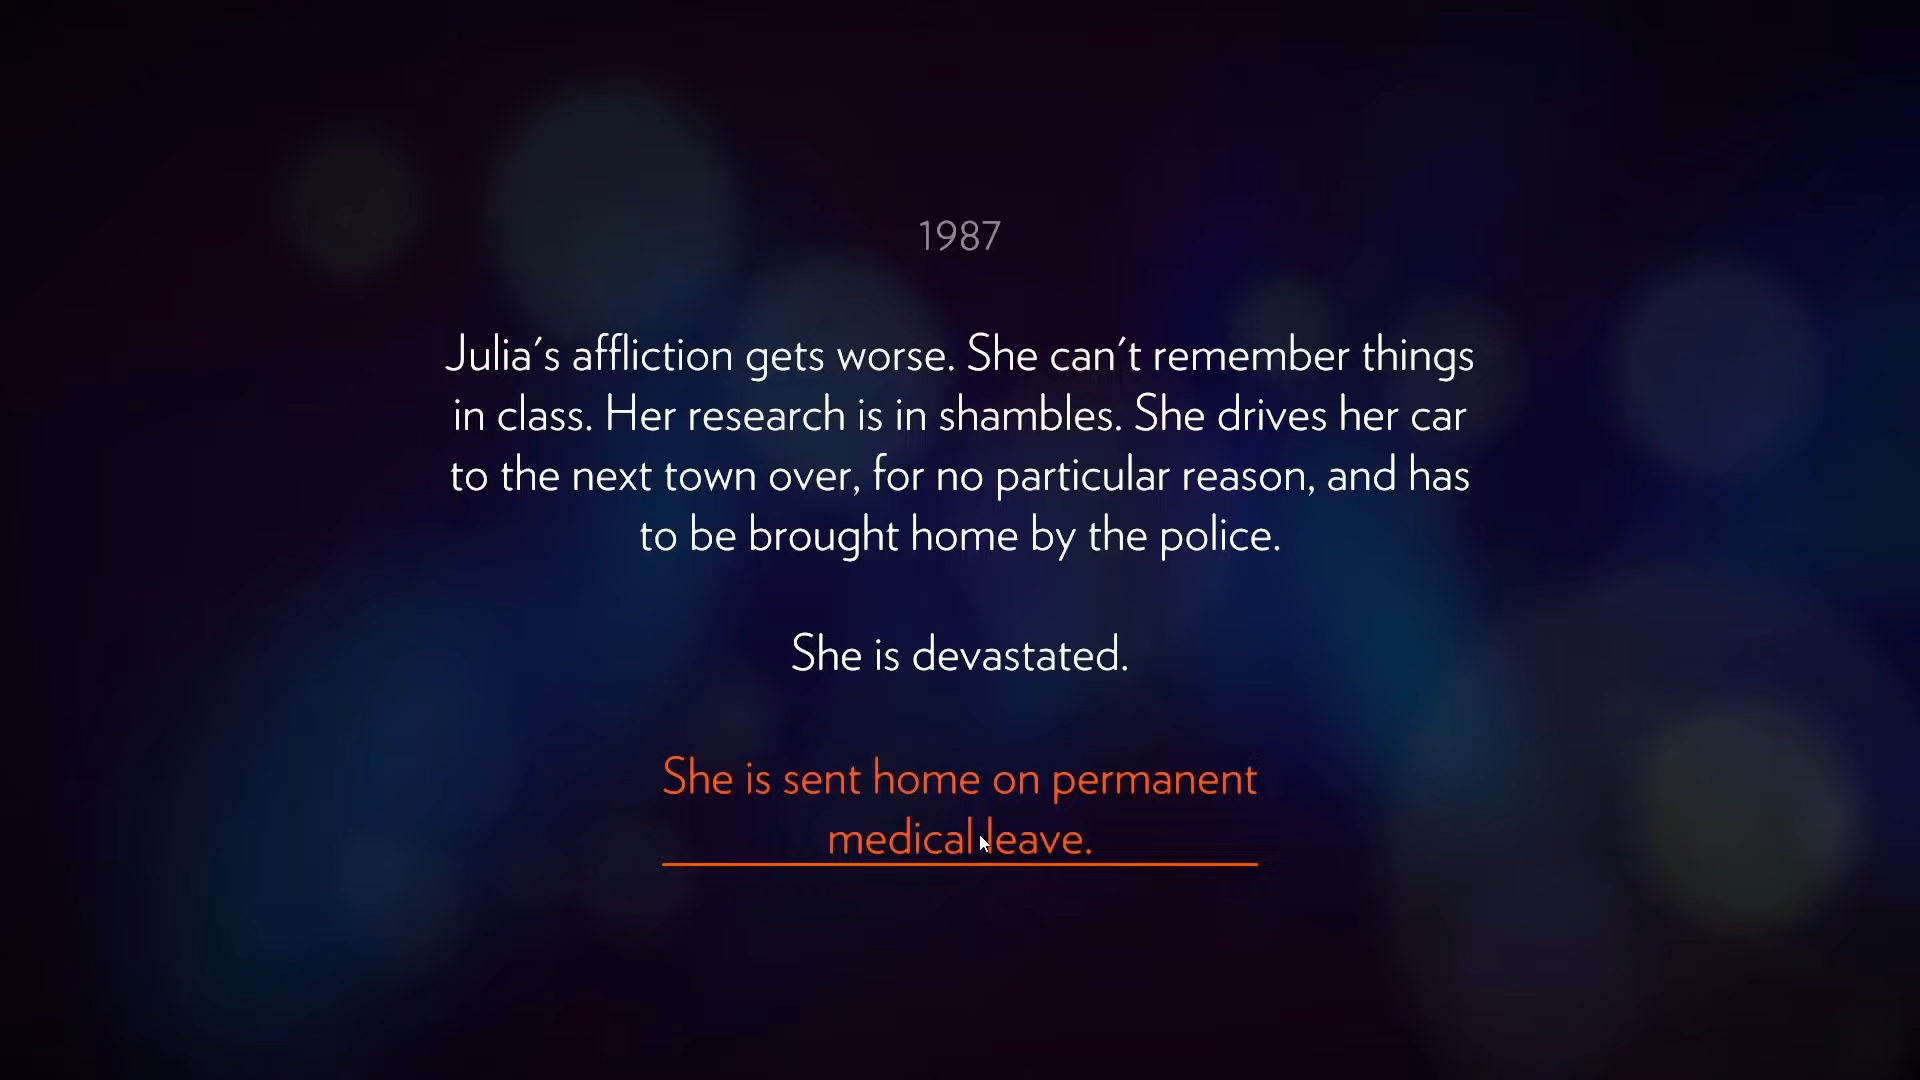 1987
Julia's affliction gets worse. She can't remember things
in class. Her research is in shambles. She drives her car
to the next town over, for no particular reason, and has
to be brought home by the police.
She is devastated.
She is sent home on permanent
medical leave.